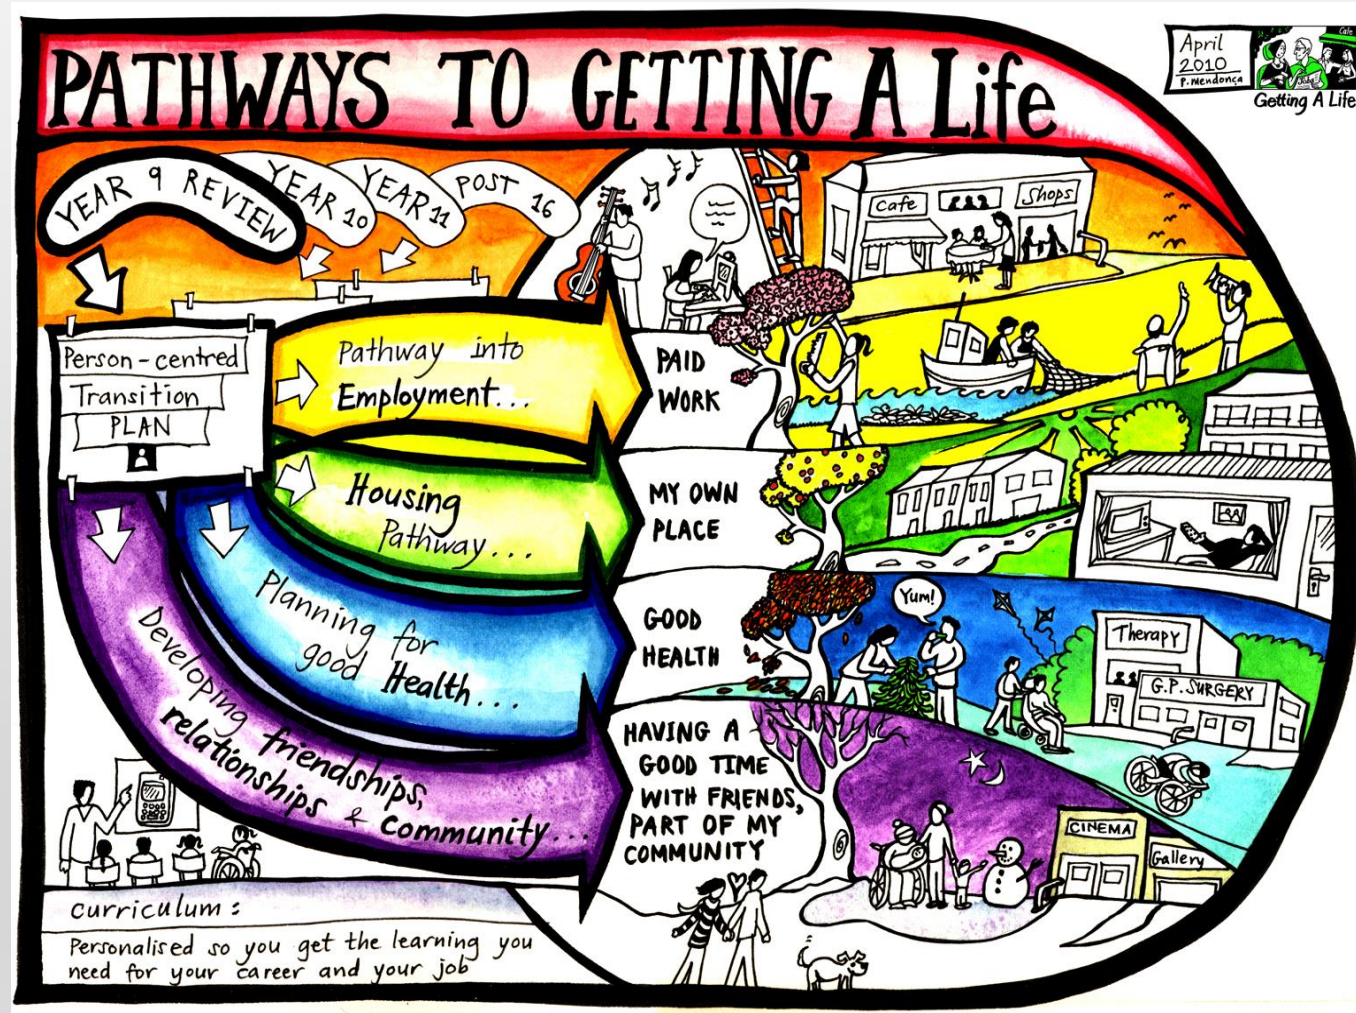 PATHWAYS TO GETTING A Life
April
2010
P. Mendonça
Cafe
Jobs
Getting A Life
YEAR 9 REVIEW
YEAR 10
YEAR 11
POST 16
Cafe
Shops
Person-centred
Transition
PLAN
Pathway into
Employment...
PAID
WORK
Housing
Pathway...
MY OWN
PLACE
Planning for
good Health...
GOOD
HEALTH
Yum!
Therapy
G.P. SURGERY
Developing friendships,
relationships & community...
HAVING A
GOOD TIME
WITH FRIENDS,
PART OF MY
COMMUNITY
CINEMA
Gallery
Curriculum:
Personalised so you get the learning you
need for your career and your job